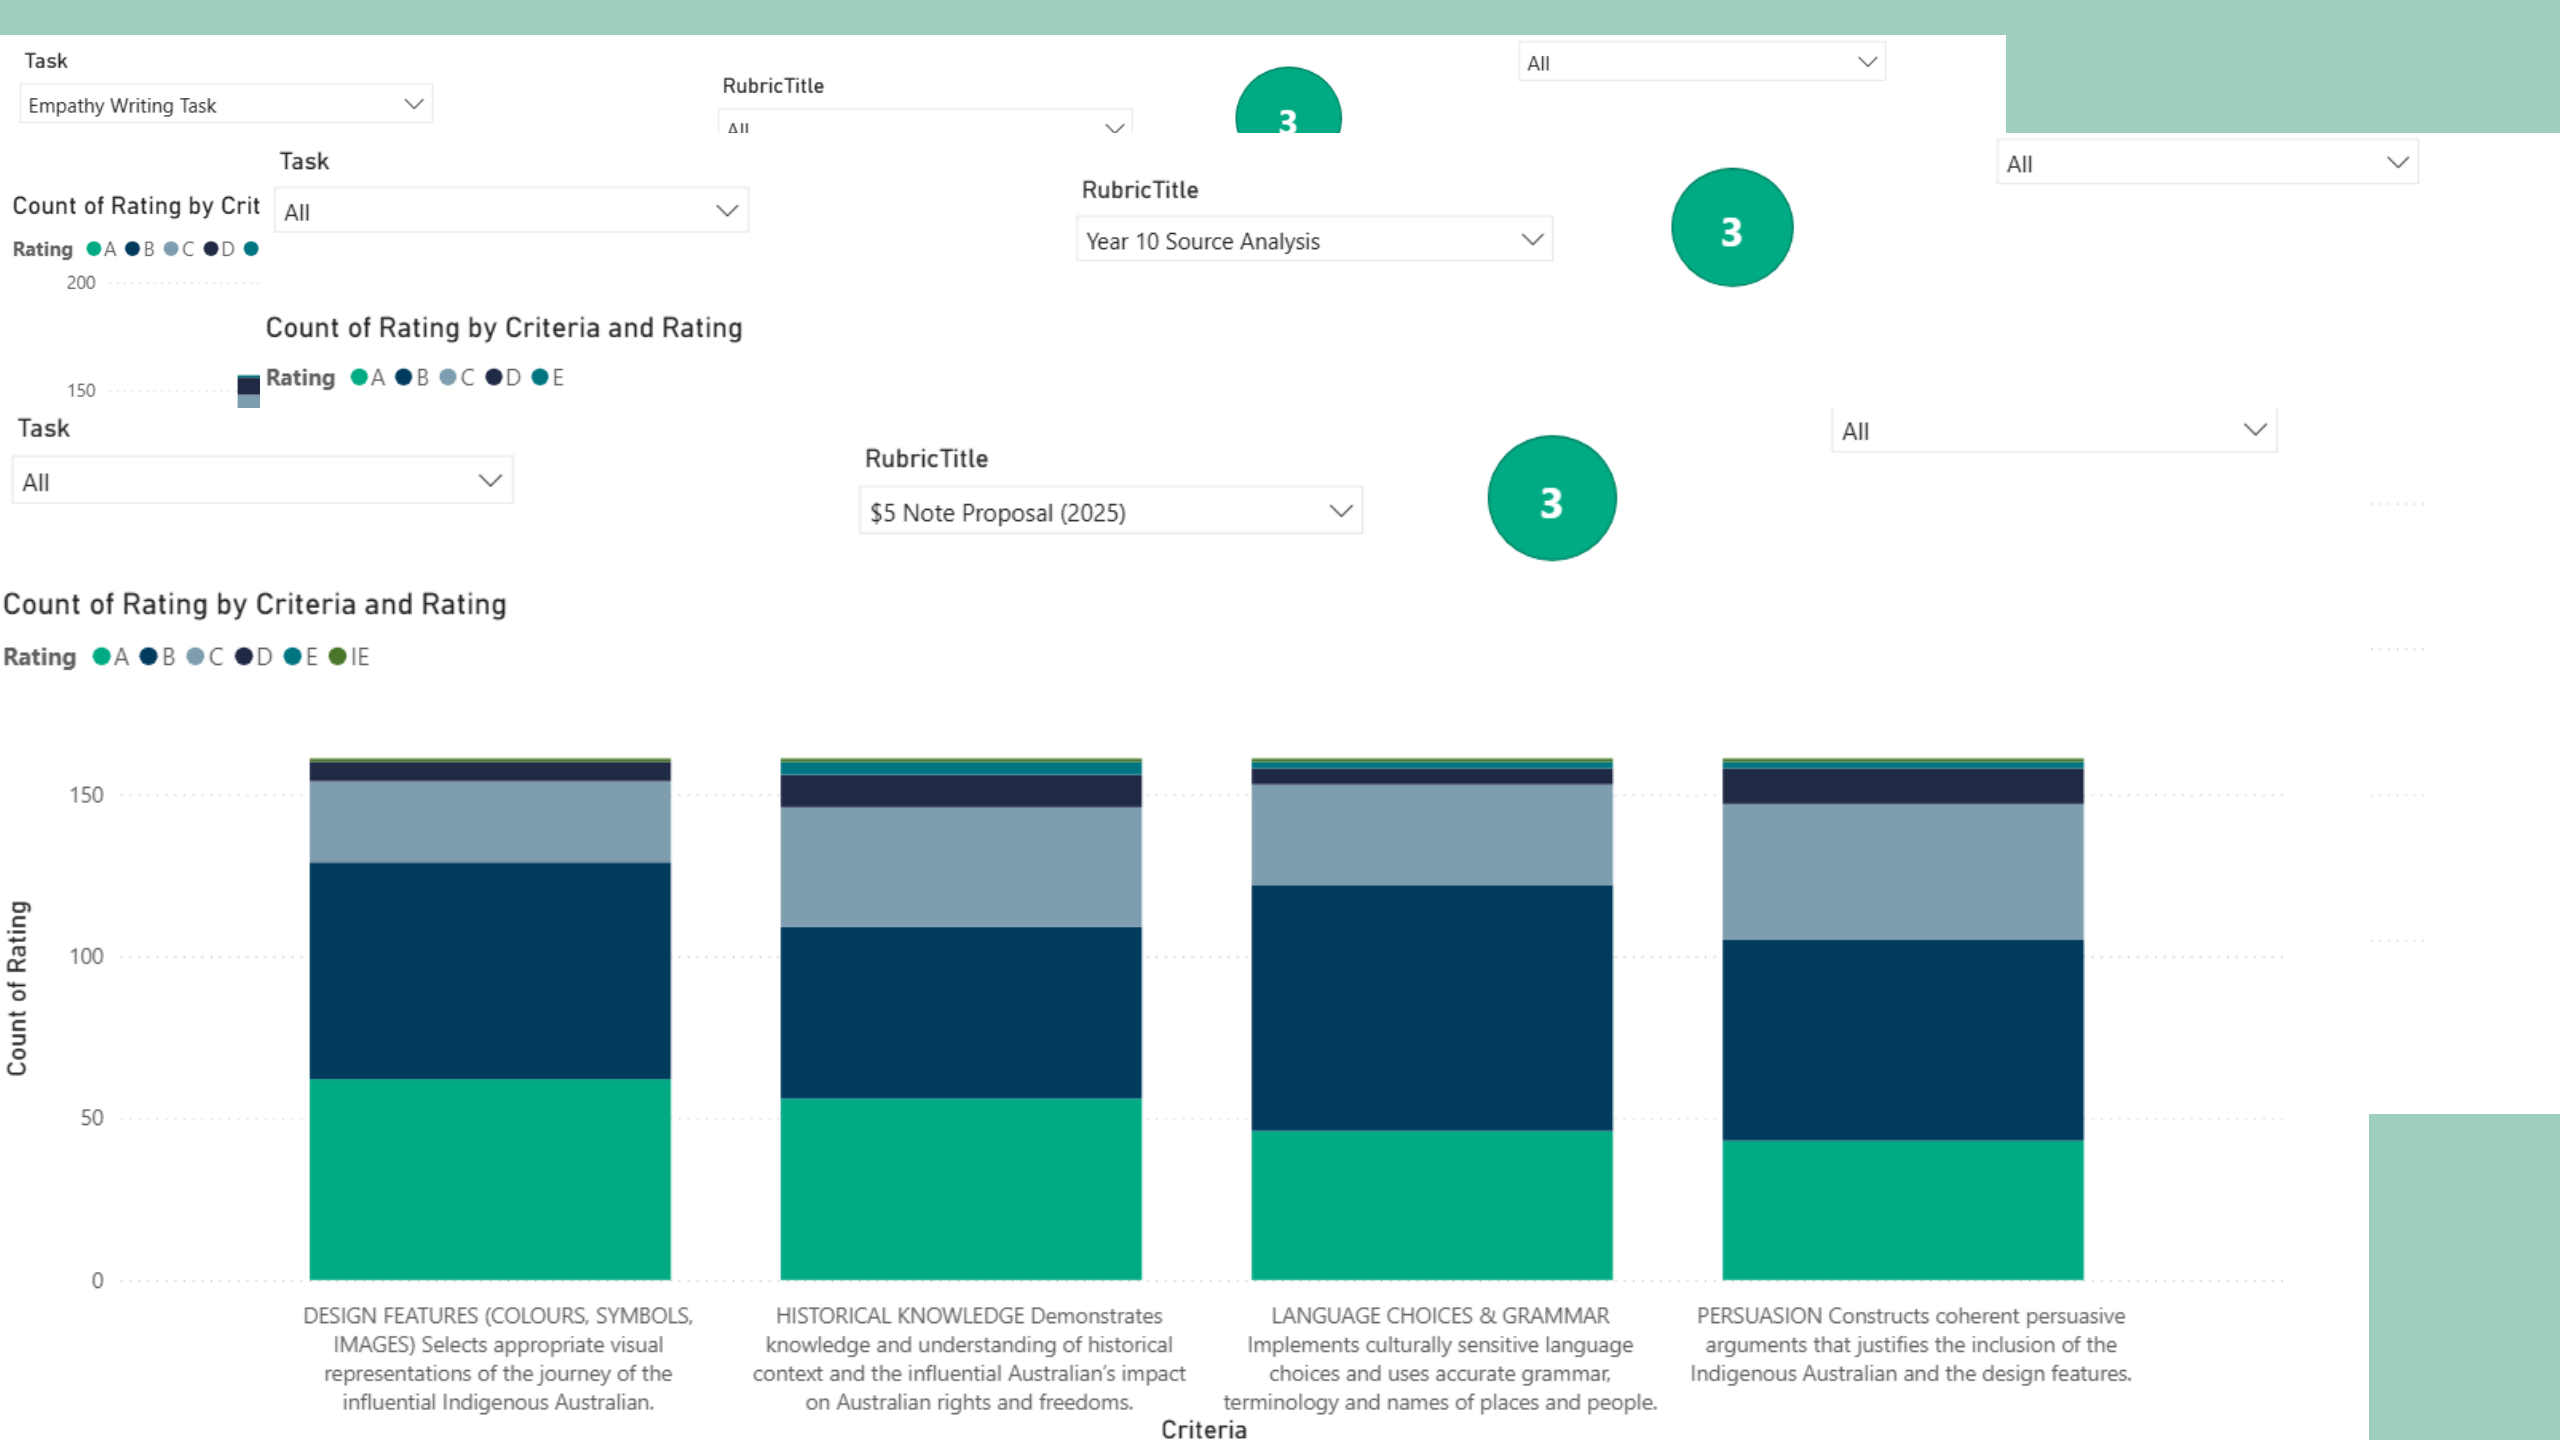 Task
Empathy Writing Task
RubricTitle
All
3
All
Count of Rating by Crit
Rating A B C D
200
150
Task
All
RubricTitle
Year 10 Source Analysis
3
All
Count of Rating by Criteria and Rating
Rating A B C D E
Task
All
RubricTitle
$5 Note Proposal (2025)
3
All
Count of Rating by Criteria and Rating
Rating A B C D E IE
Count of Rating
150
100
50
0
DESIGN FEATURES (COLOURS, SYMBOLS,
IMAGES) Selects appropriate visual
representations of the journey of the
influential Indigenous Australian.
HISTORICAL KNOWLEDGE Demonstrates
knowledge and understanding of historical
context and the influential Australian's impact
on Australian rights and freedoms.
LANGUAGE CHOICES & GRAMMAR
Implements culturally sensitive language
choices and uses accurate grammar,
terminology and names of places and people.
PERSUASION Constructs coherent persuasive
arguments that justifies the inclusion of the
Indigenous Australian and the design features.
Criteria